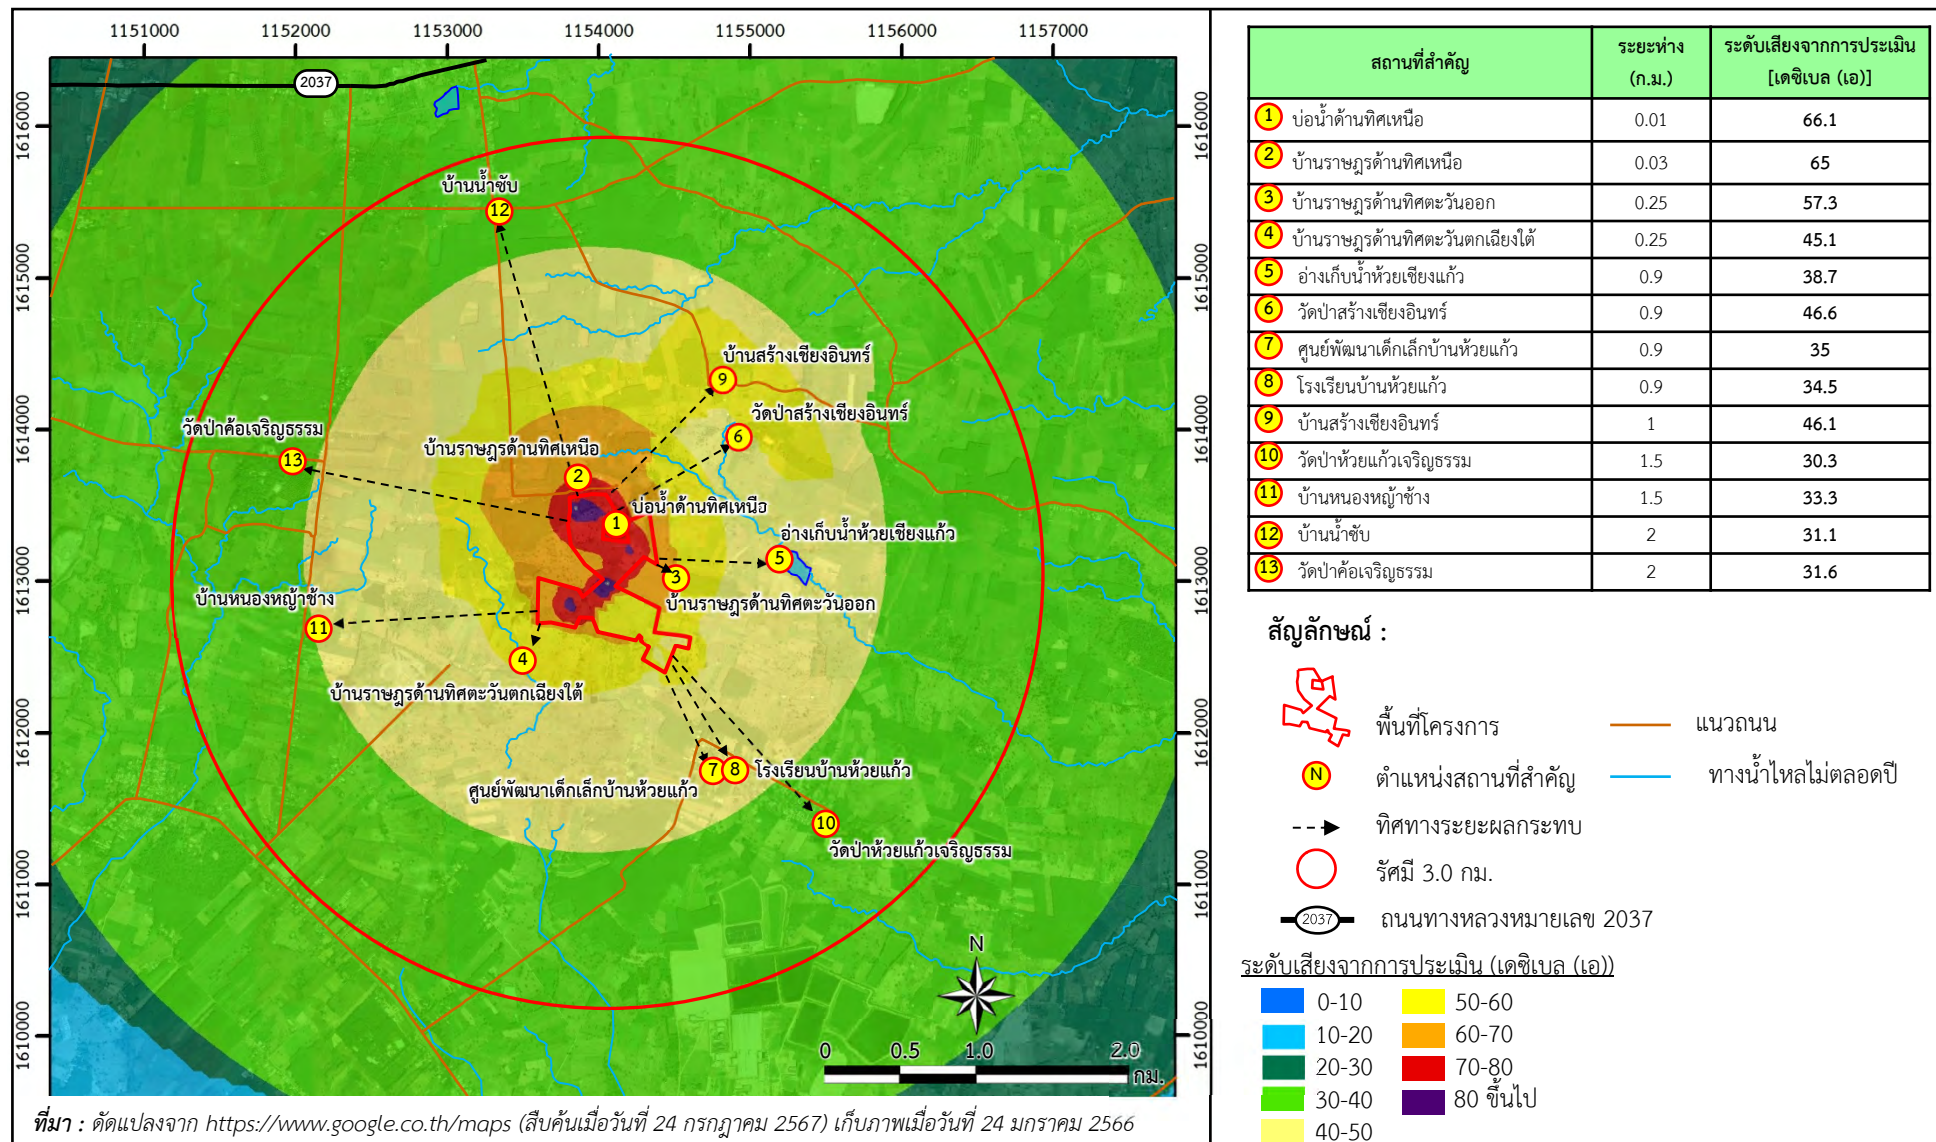 1151000 1152000 1153000 1154000 1155000 1156000 1157000
1616000
1615000
1614000
1613000
1612000
1611000
1610000
1616000
1615000
1614000
1613000
1612000
1611000
1610000
2037
บ้านน้ำซับ
12
บ้านสร้างเชียงอินทร์
9
วัดป่าสร้างเชียงอินทร์
6
วัดป่าค้อเจริญธรรม
13
บ้านราษฎรด้านทิศเหนือ
2
บ่อน้ำด้านทิศเหนือ
1
อ่างเก็บน้ำห้วยเชียงแก้ว
5
3
บ้านราษฎรด้านทิศตะวันออก
บ้านหนองหญ้าช้าง
11
4
บ้านราษฎรด้านทิศตะวันตกเฉียงใต้
7 8 โรงเรียนบ้านห้วยแก้ว
ศูนย์พัฒนาเด็กเล็กบ้านห้วยแก้ว
10
วัดป่าห้วยแก้วเจริญธรรม
N
0 0.5 1.0 2.0
กม.
ที่มา : ดัดแปลงจาก https://www.google.co.th/maps (สืบค้นเมื่อวันที่ 24 กรกฎาคม 2567) เก็บภาพเมื่อวันที่ 24 มกราคม 2566
สถานที่สำคัญ ระยะห่าง (ก.ม.) ระดับเสียงจากการประเมิน [เดซิเบล (เอ)]
1 บ่อน้ำด้านทิศเหนือ 0.01 66.1
2 บ้านราษฎรด้านทิศเหนือ 0.03 65
3 บ้านราษฎรด้านทิศตะวันออก 0.25 57.3
4 บ้านราษฎรด้านทิศตะวันตกเฉียงใต้ 0.25 45.1
5 อ่างเก็บน้ำห้วยเชียงแก้ว 0.9 38.7
6 วัดป่าสร้างเชียงอินทร์ 0.9 46.6
7 ศูนย์พัฒนาเด็กเล็กบ้านห้วยแก้ว 0.9 35
8 โรงเรียนบ้านห้วยแก้ว 0.9 34.5
9 บ้านสร้างเชียงอินทร์ 1 46.1
10 วัดป่าห้วยแก้วเจริญธรรม 1.5 30.3
11 บ้านหนองหญ้าช้าง 1.5 33.3
12 บ้านน้ำซับ 2 31.1
13 วัดป่าค้อเจริญธรรม 2 31.6
สัญลักษณ์ :
พื้นที่โครงการ แนวถนน
N ตำแหน่งสถานที่สำคัญ ทางน้ำไหลไม่ตลอดปี
ทิศทางระยะผลกระทบ
รัศมี 3.0 กม.
2037 ถนนทางหลวงหมายเลข 2037
ระดับเสียงจากการประเมิน (เดซิเบล (เอ))
0-10 50-60
10-20 60-70
20-30 70-80
30-40 80 ขึ้นไป
40-50